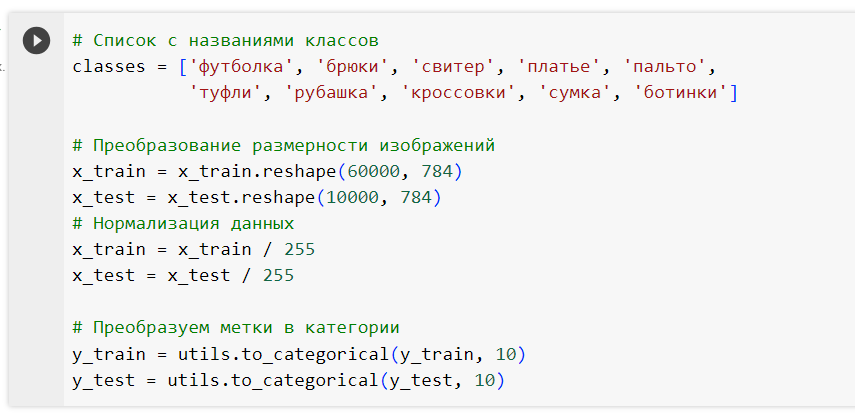 # Список с названиями классов
classes = ['футболка', 'брюки', 'свитер', 'платье', 'пальто',
'туфли', 'рубашка', 'кроссовки', 'сумка', 'ботинки']
# Преобразование размерности изображений
x_train = x_train.reshape(60000, 784)
x_test = x_test.reshape(10000, 784)
# Нормализация данных
x_train = x_train / 255
x_test = x_test / 255
# Преобразуем метки в категории
y_train = utils.to_categorical(y_train, 10)
y_test = utils.to_categorical(y_test, 10)